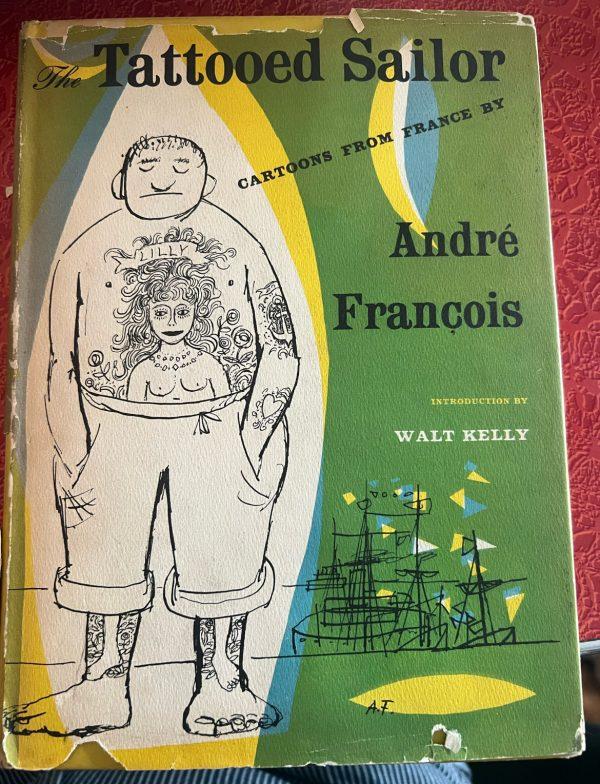 The Tattooed Sailor
CARTOONS FROM FRANCE BY
André
François
INTRODUCTION BY
WALT KELLY
LILLY
A.F.